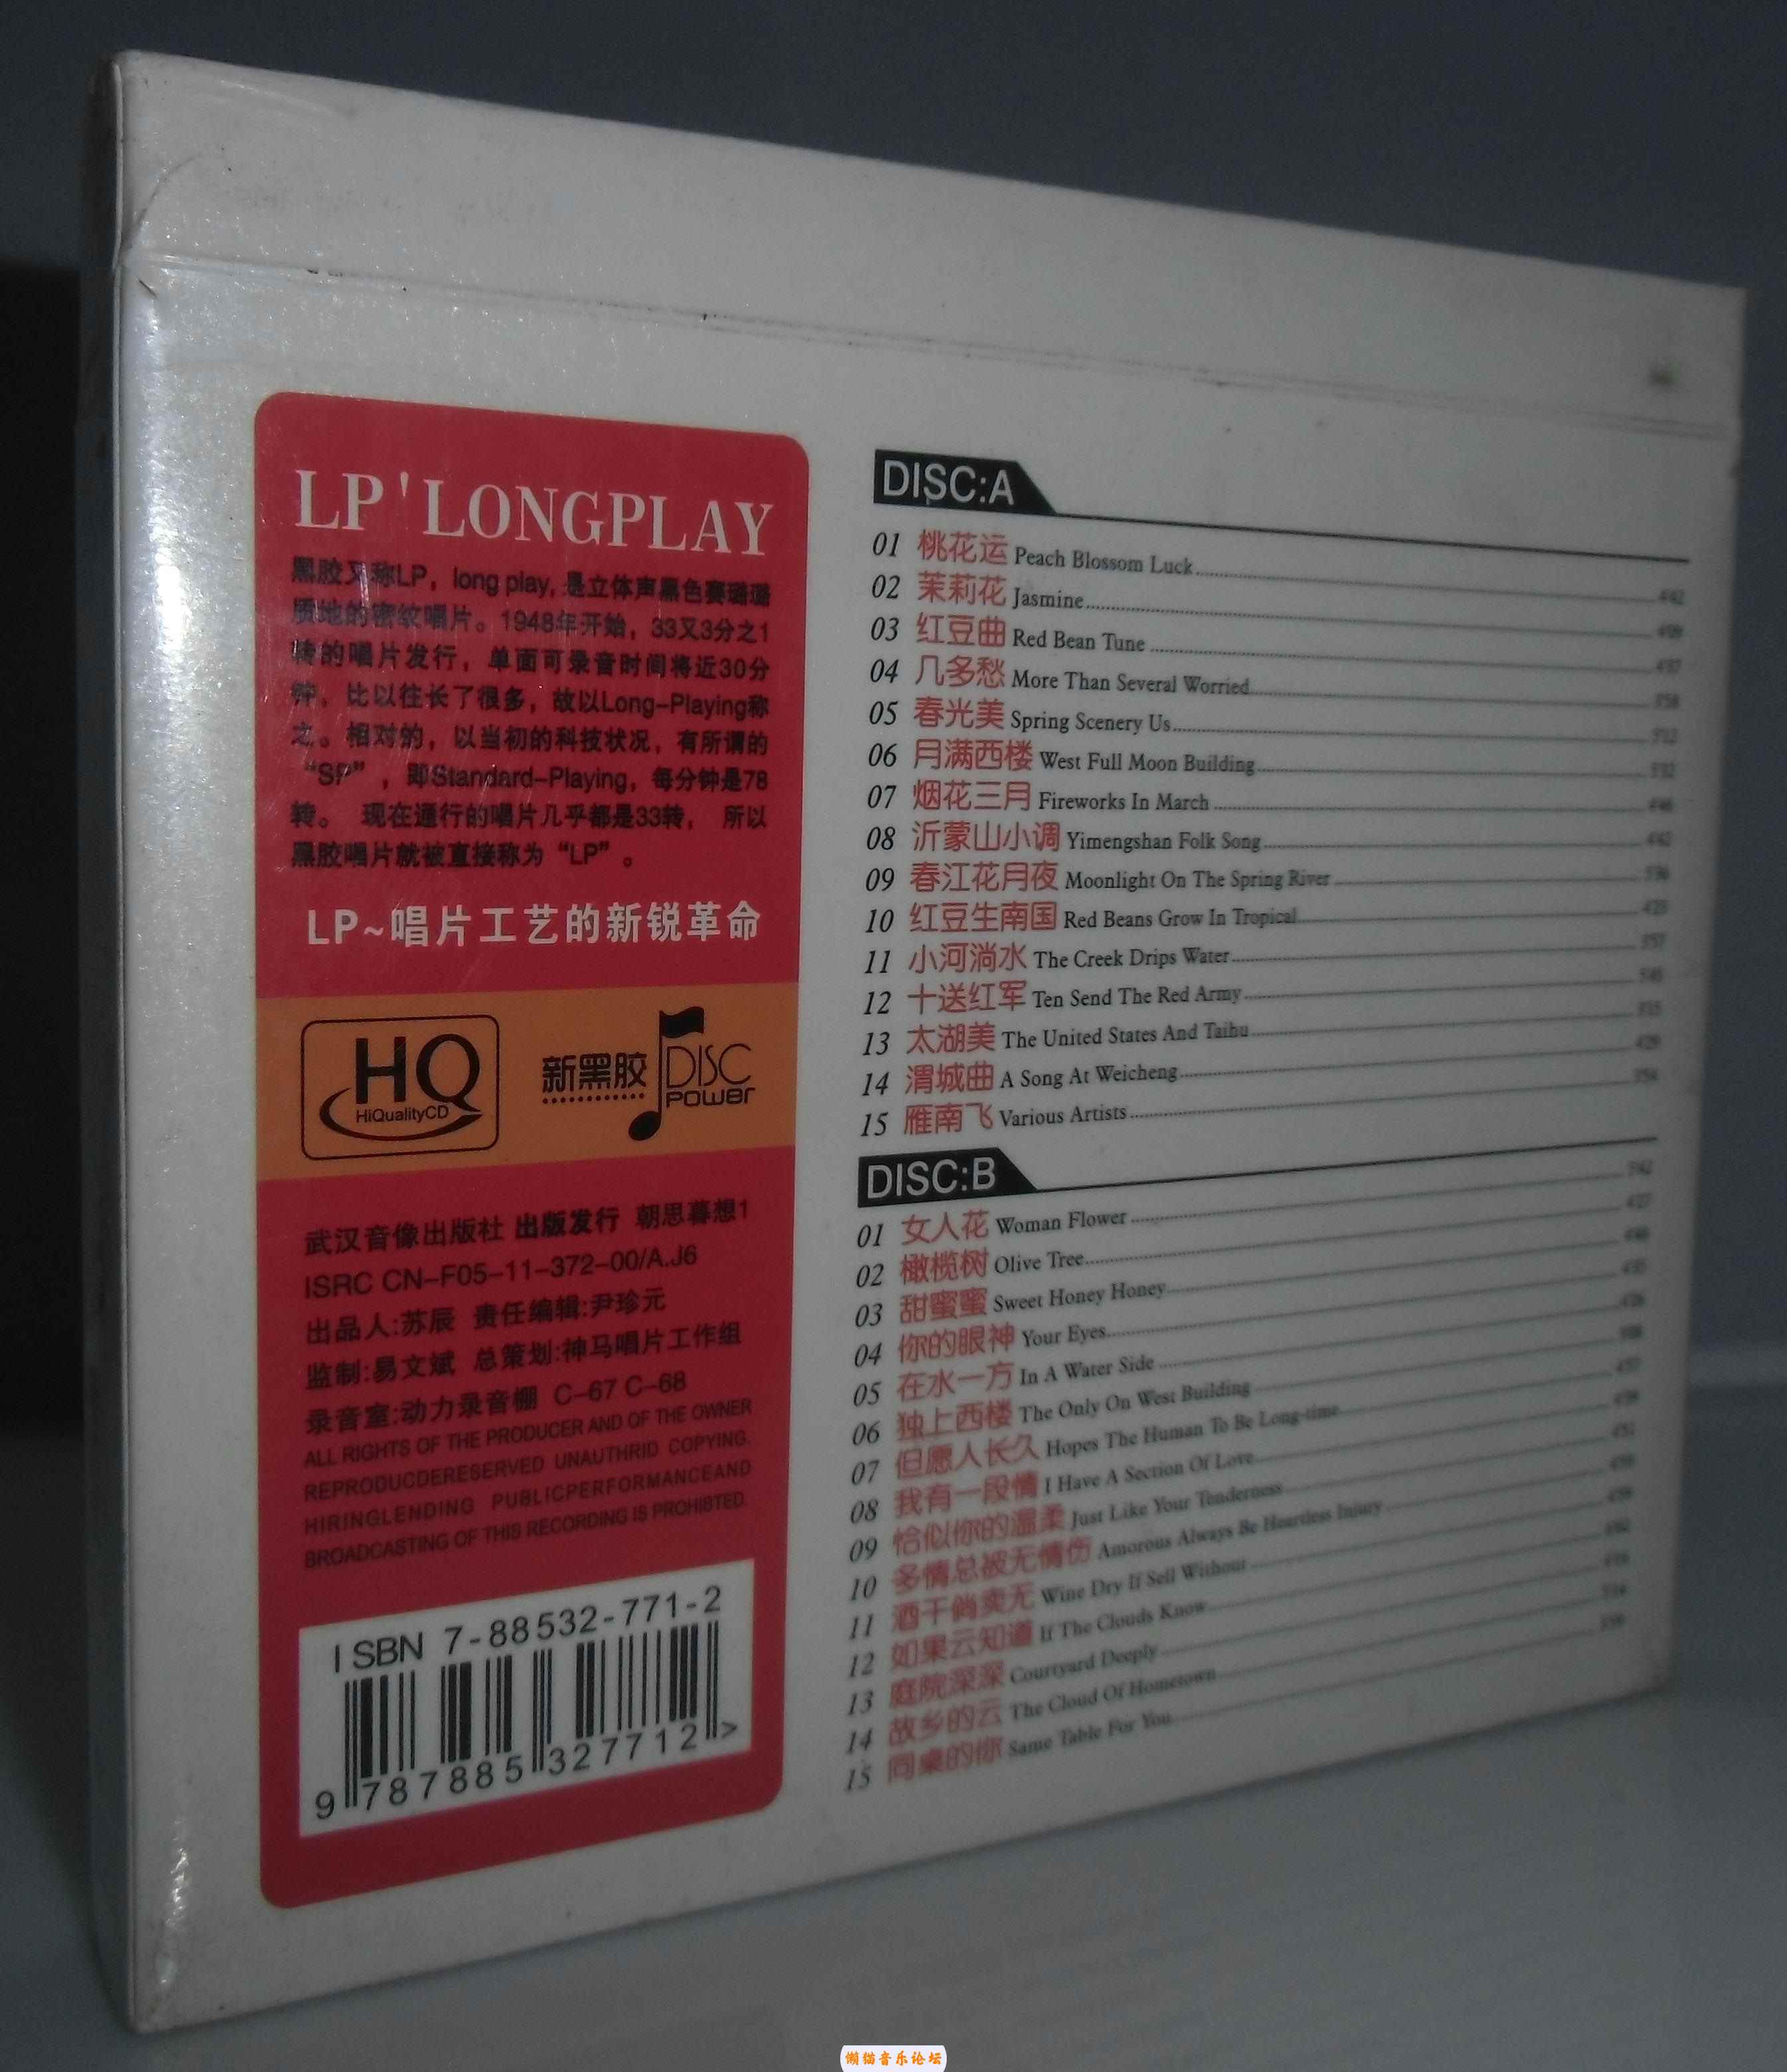 LP'LONGPLAY
黑胶又称LP，long play, 是立体声黑色赛璐璐
质地的密纹唱片。1948年开始，33又3分之1
转的唱片发行，单面可录音时间将近30分
钟，比以往长了很多，故以Long-Playing称
之。相对的，以当初的科技状况，有所谓的
“SP”，即Standard-Playing，每分钟是78
转。 现在通行的唱片几乎都是33转， 所以
黑胶唱片就被直接称为“LP”。
LP~唱片工艺的新锐革命
HQ
HiQualityCD
新黑胶
DISC
POWER
武汉音像出版社 出版发行 朝思暮想1
ISRC CN-F05-11-372-00/A.J6
出品人:苏辰 责任编辑:尹珍元
监制:易文斌 总策划:神马唱片工作组
录音室:动力录音棚 C-67 C-68
ALL RIGHTS OF THE PRODUCER AND OF THE OWNER
REPRODUCDERESERVED UNAUTHRID COPYING.
HIRINGLENDING PUBLICPERFORMANCEAND
BROADCASTING OF THIS RECORDING IS PROHIBTED.
ISBN 7-88532-771-2
9 787885 327712 >
DISC:A
01 桃花运 Peach Blossom Luck
02 茉莉花 Jasmine
03 红豆曲 Red Bean Tune
04 几多愁 More Than Several Worried
05 春光美 Spring Scenery Us
06 月满西楼 West Full Moon Building
07 烟花三月 Fireworks In March
08 沂蒙山小调 Yimengshan Folk Song
09 春江花月夜 Moonlight On The Spring River
10 红豆生南国 Red Beans Grow In Tropical
11 小河淌水 The Creek Drips Water
12 十送红军 Ten Send The Red Army
13 太湖美 The United States And Taihu
14 渭城曲 A Song At Weicheng
15 雁南飞 Various Artists
DISC:B
01 女人花 Woman Flower
02 橄榄树 Olive Tree
03 甜蜜蜜 Sweet Honey Honey
04 你的眼神 Your Eyes
05 在水一方 In A Water Side
06 独上西楼 The Only On West Building
07 但愿人长久 Hopes The Human To Be Long-time
08 我有一段情 I Have A Section Of Love
09 恰似你的温柔 Just Like Your Tenderness
10 多情总被无情伤 Amorous Always Be Heartless Injury
11 酒干倘卖无 Wine Dry If Sell Without
12 如果云知道 If The Clouds Know
13 庭院深深 Courtyard Deeply
14 故乡的云 The Cloud Of Hometown
15 同桌的你 Same Table For You
懒猫音乐论坛